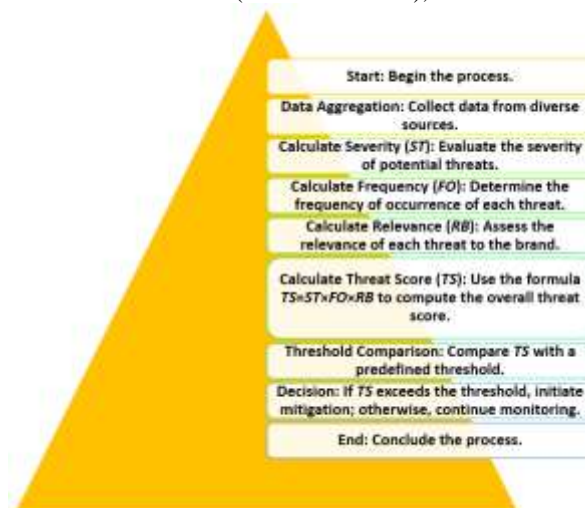 Start: Begin the process.
Data Aggregation: Collect data from diverse
sources.
Calculate Severity (ST): Evaluate the severity
of potential threats.
Calculate Frequency (FO): Determine the
frequency of occurrence of each threat.
Calculate Relevance (RB): Assess the
relevance of each threat to the brand.
Calculate Threat Score (TS): Use the formula
TS=ST×FO×RB to compute the overall threat
score.
Threshold Comparison: Compare TS with a
predefined threshold.
Decision: If TS exceeds the threshold, initiate
mitigation; otherwise, continue monitoring.
End: Conclude the process.